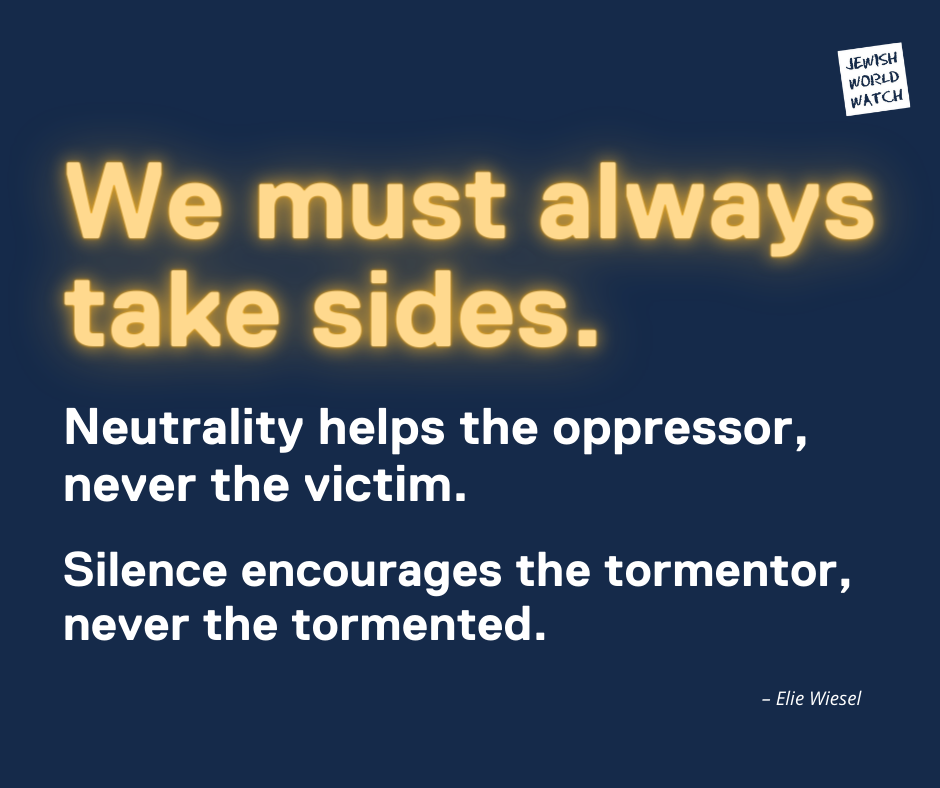 JEWISH
WORLD
WATCH
We must always
take sides.
Neutrality helps the oppressor,
never the victim.
Silence encourages the tormentor,
never the tormented.
– Elie Wiesel